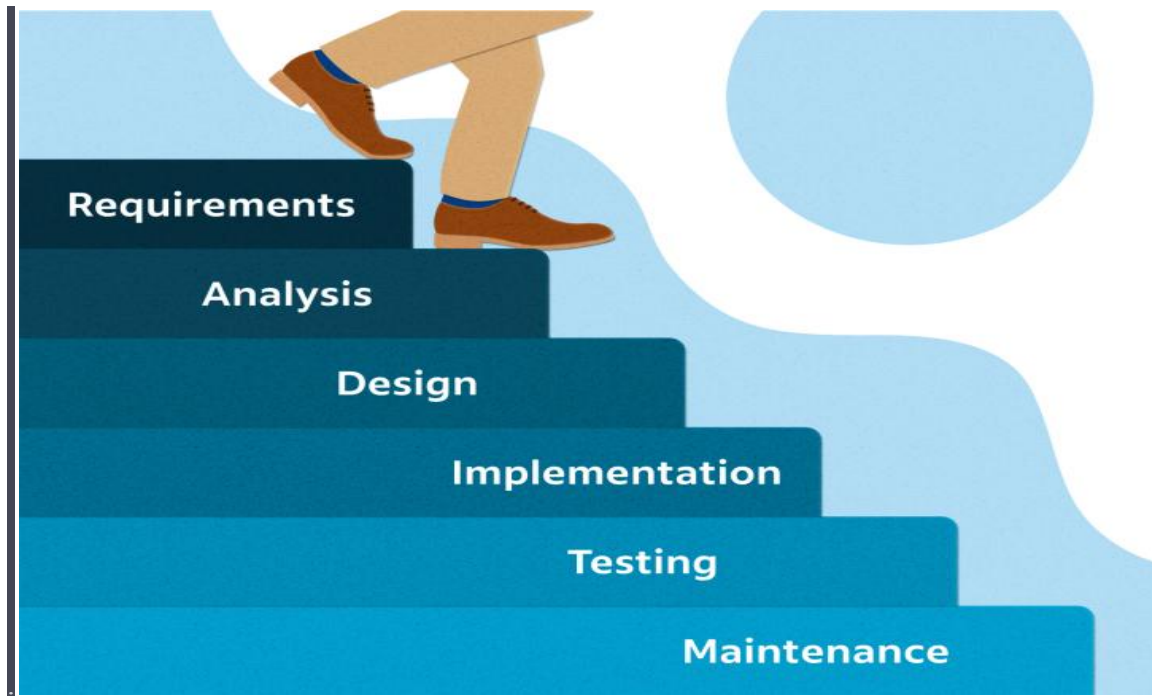 Requirements
Analysis
Design
Implementation
Testing
Maintenance